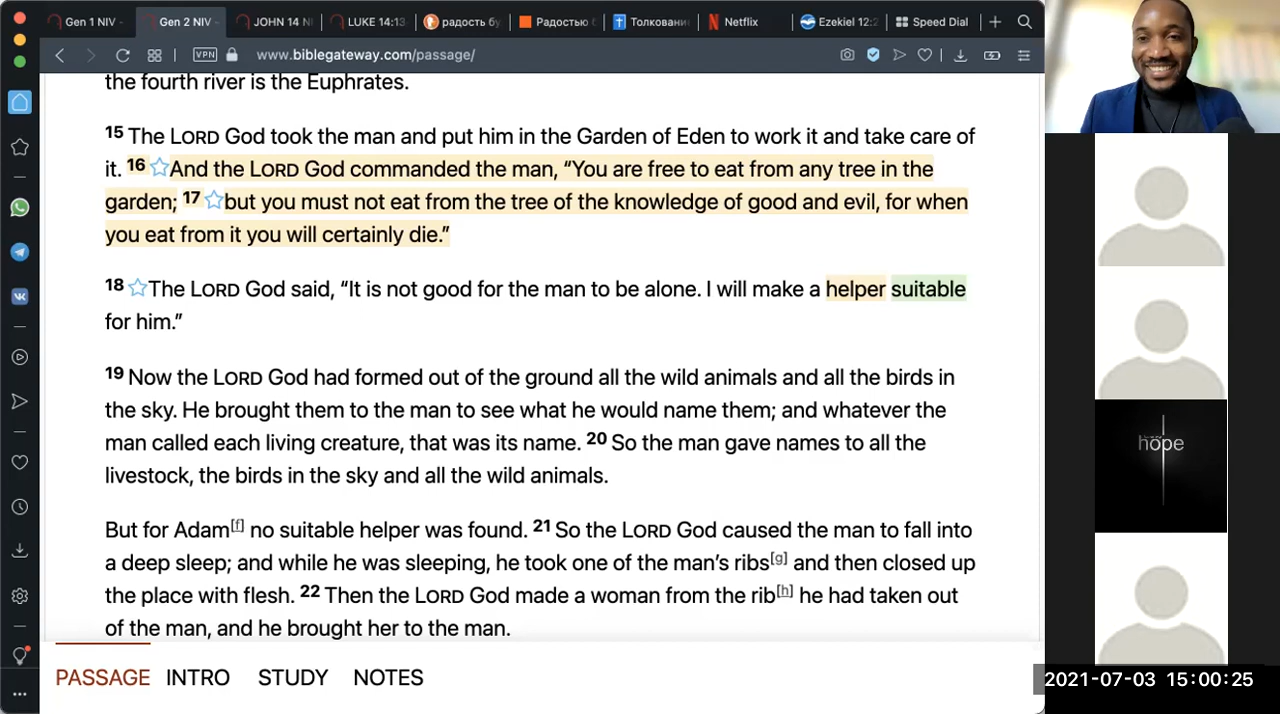 Gen 1 NIV -
Gen 2 NIV -
JOHN 14 NI
LUKE 14:13
радость бу
Радостью б
Толковани
Netflix
Ezekiel 12:2
Speed Dial
VPN
www.biblegateway.com/passage/
the fourth river is the Euphrates.
15 The LORD God took the man and put him in the Garden of Eden to work it and take care of
it. 16 And the LORD God commanded the man, “You are free to eat from any tree in the
garden; 17 but you must not eat from the tree of the knowledge of good and evil, for when
you eat from it you will certainly die.”
18 The LORD God said, “It is not good for the man to be alone. I will make a helper suitable
for him.”
19 Now the LORD God had formed out of the ground all the wild animals and all the birds in
the sky. He brought them to the man to see what he would name them; and whatever the
man called each living creature, that was its name. 20 So the man gave names to all the
livestock, the birds in the sky and all the wild animals.
But for Adam[f] no suitable helper was found. 21 So the LORD God caused the man to fall into
a deep sleep; and while he was sleeping, he took one of the man’s ribs[g] and then closed up
the place with flesh. 22 Then the LORD God made a woman from the rib[h] he had taken out
of the man, and he brought her to the man.
PASSAGE INTRO STUDY NOTES
hope
2021-07-03 15:00:25